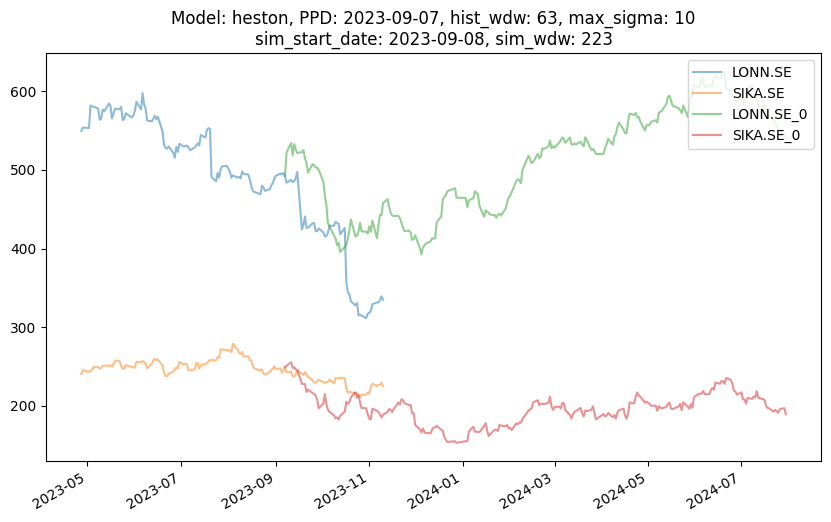 Model: heston, PPD: 2023-09-07, hist_wdw: 63, max_sigma: 10
sim_start_date: 2023-09-08, sim_wdw: 223
LONN.SE
SIKA.SE
LONN.SE_0
SIKA.SE_0
600
500
400
300
200
2023-05
2023-07
2023-09
2023-11
2024-01
2024-03
2024-05
2024-07